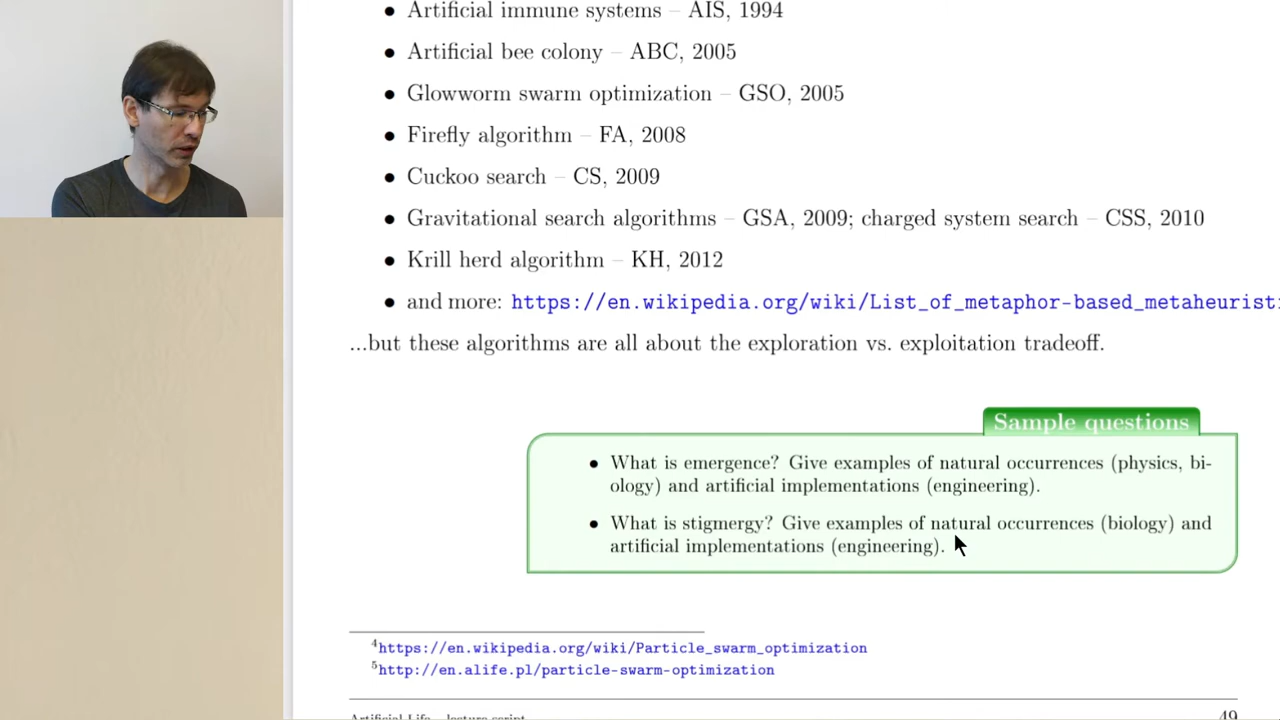 • Artificial immune systems – AIS, 1994
• Artificial bee colony – ABC, 2005
• Glowworm swarm optimization – GSO, 2005
• Firefly algorithm – FA, 2008
• Cuckoo search – CS, 2009
• Gravitational search algorithms – GSA, 2009; charged system search – CSS, 2010
• Krill herd algorithm – KH, 2012
• and more: https://en.wikipedia.org/wiki/List_of_metaphor-based_metaheuristi
...but these algorithms are all about the exploration vs. exploitation tradeoff.
Sample questions
• What is emergence? Give examples of natural occurrences (physics, bi-
ology) and artificial implementations (engineering).
• What is stigmergy? Give examples of natural occurrences (biology) and
artificial implementations (engineering).
4https://en.wikipedia.org/wiki/Particle_swarm_optimization
5http://en.alife.pl/particle-swarm-optimization
Artificial Life – lecture script 49